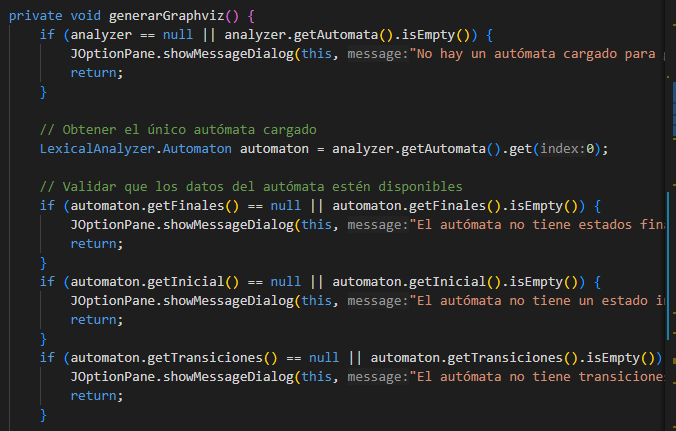 private void generarGraphviz() {
if (analyzer == null || analyzer.getAutomata().isEmpty()) {
JOptionPane.showMessageDialog(this, message:"No hay un autómata cargado para
return;
}
// Obtener el único autómata cargado
LexicalAnalyzer.Automaton automaton = analyzer.getAutomata().get(index:0);
// Validar que los datos del autómata estén disponibles
if (automaton.getFinales() == null || automaton.getFinales().isEmpty()) {
JOptionPane.showMessageDialog(this, message:"El autómata no tiene estados fin
return;
}
if (automaton.getInicial() == null || automaton.getInicial().isEmpty()) {
JOptionPane.showMessageDialog(this, message:"El autómata no tiene un estado i
return;
}
if (automaton.getTransiciones() == null || automaton.getTransiciones().isEmpty())
JOptionPane.showMessageDialog(this, message:"El autómata no tiene transicione
return;
}